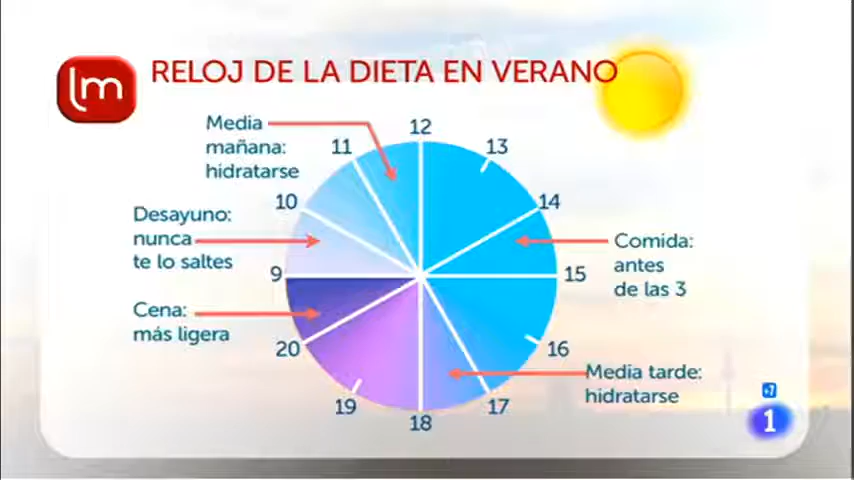 lm
RELOJ DE LA DIETA EN VERANO
12
13
14
15
16
17
18
19
20
9
10
11
Media
mañana:
hidratarse
Desayuno:
nunca
te lo saltes
Cena:
más ligera
Comida:
antes
de las 3
Media tarde:
hidratarse
+7
1